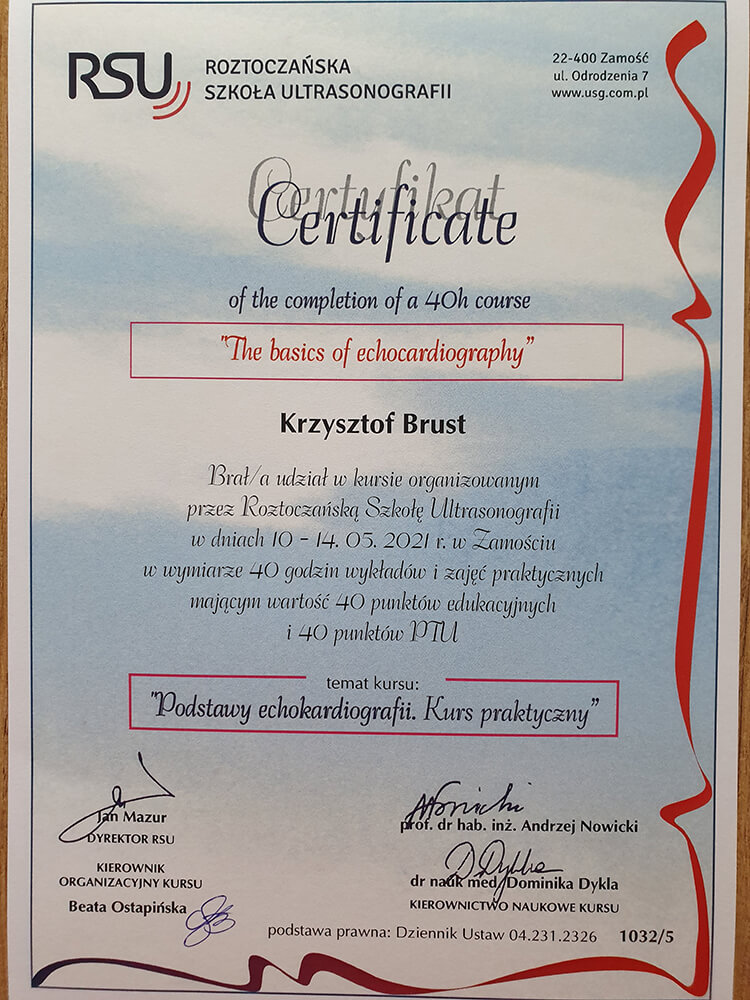 RSU
ROZTOCZAŃSKA
SZKOŁA ULTRASONOGRAFII
22-400 Zamość
ul. Odrodzenia 7
www.usg.com.pl
Certyfikat
Certificate
of the completion of a 40h course
"The basics of echocardiography"
Krzysztof Brust
Brał/a udział w kursie organizowanym
przez Roztoczańską Szkołę Ultrasonografii
w dniach 10 - 14. 05. 2021 r. w Zamościu
w wymiarze 40 godzin wykładów i zajęć praktycznych
mającym wartość 40 punktów edukacyjnych
i 40 punktów PTU
temat kursu:
"Podstawy echokardiografii. Kurs praktyczny"
Jan Mazur
DYREKTOR RSU
KIEROWNIK
ORGANIZACYJNY KURSU
Beata Ostapińska
ANowicki
prof. dr hab. inż. Andrzej Nowicki
D Dykla
dr nauk med. Dominika Dykla
KIEROWNICTWO NAUKOWE KURSU
podstawa prawna: Dziennik Ustaw 04.231.2326 1032/5